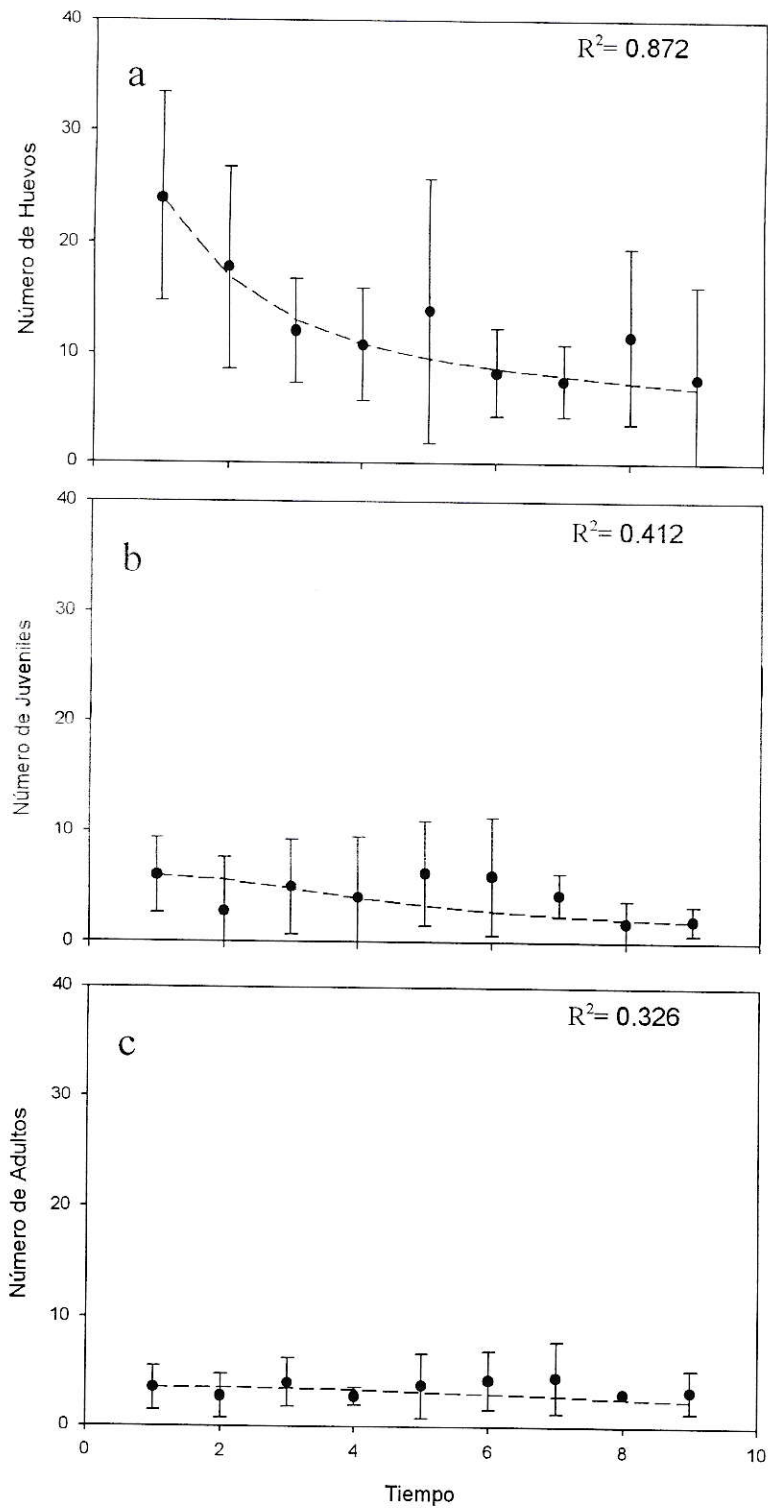 40
R²= 0.872
a
30
20
10
0
Número de Huevos
40
R²= 0.412
b
30
20
10
0
Número de Juveniles
40
R²= 0.326
c
30
20
10
0
Número de Adultos
0 2 4 6 8 10
Tiempo